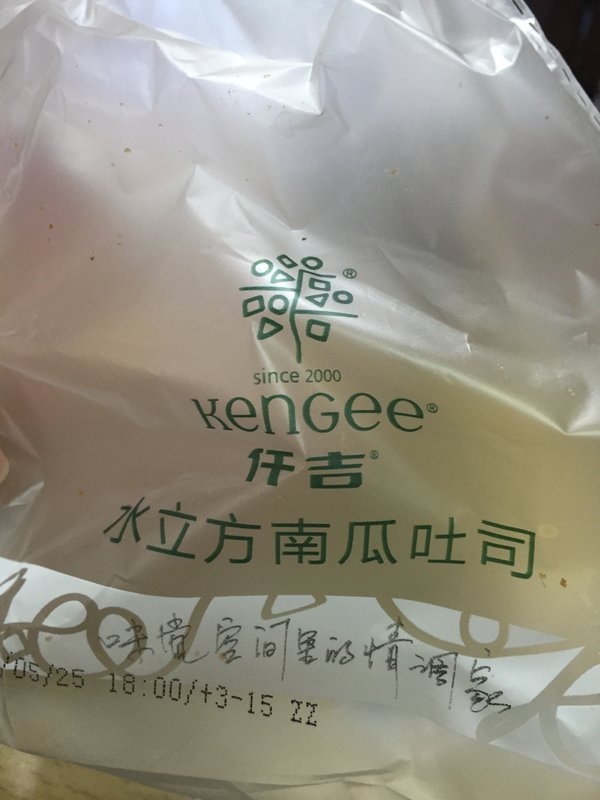 ®
since 2000
KenGee®
仟吉®
水立方南瓜吐司
味觉空间里的情调家
/05/25 18:00/+3-15 ZZ